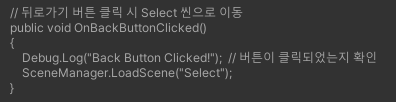 // 뒤로가기 버튼 클릭 시 Select 씬으로 이동
public void OnBackButtonClicked()
{
    Debug.Log("Back Button Clicked!");  // 버튼이 클릭되었는지 확인
    SceneManager.LoadScene("Select");
}